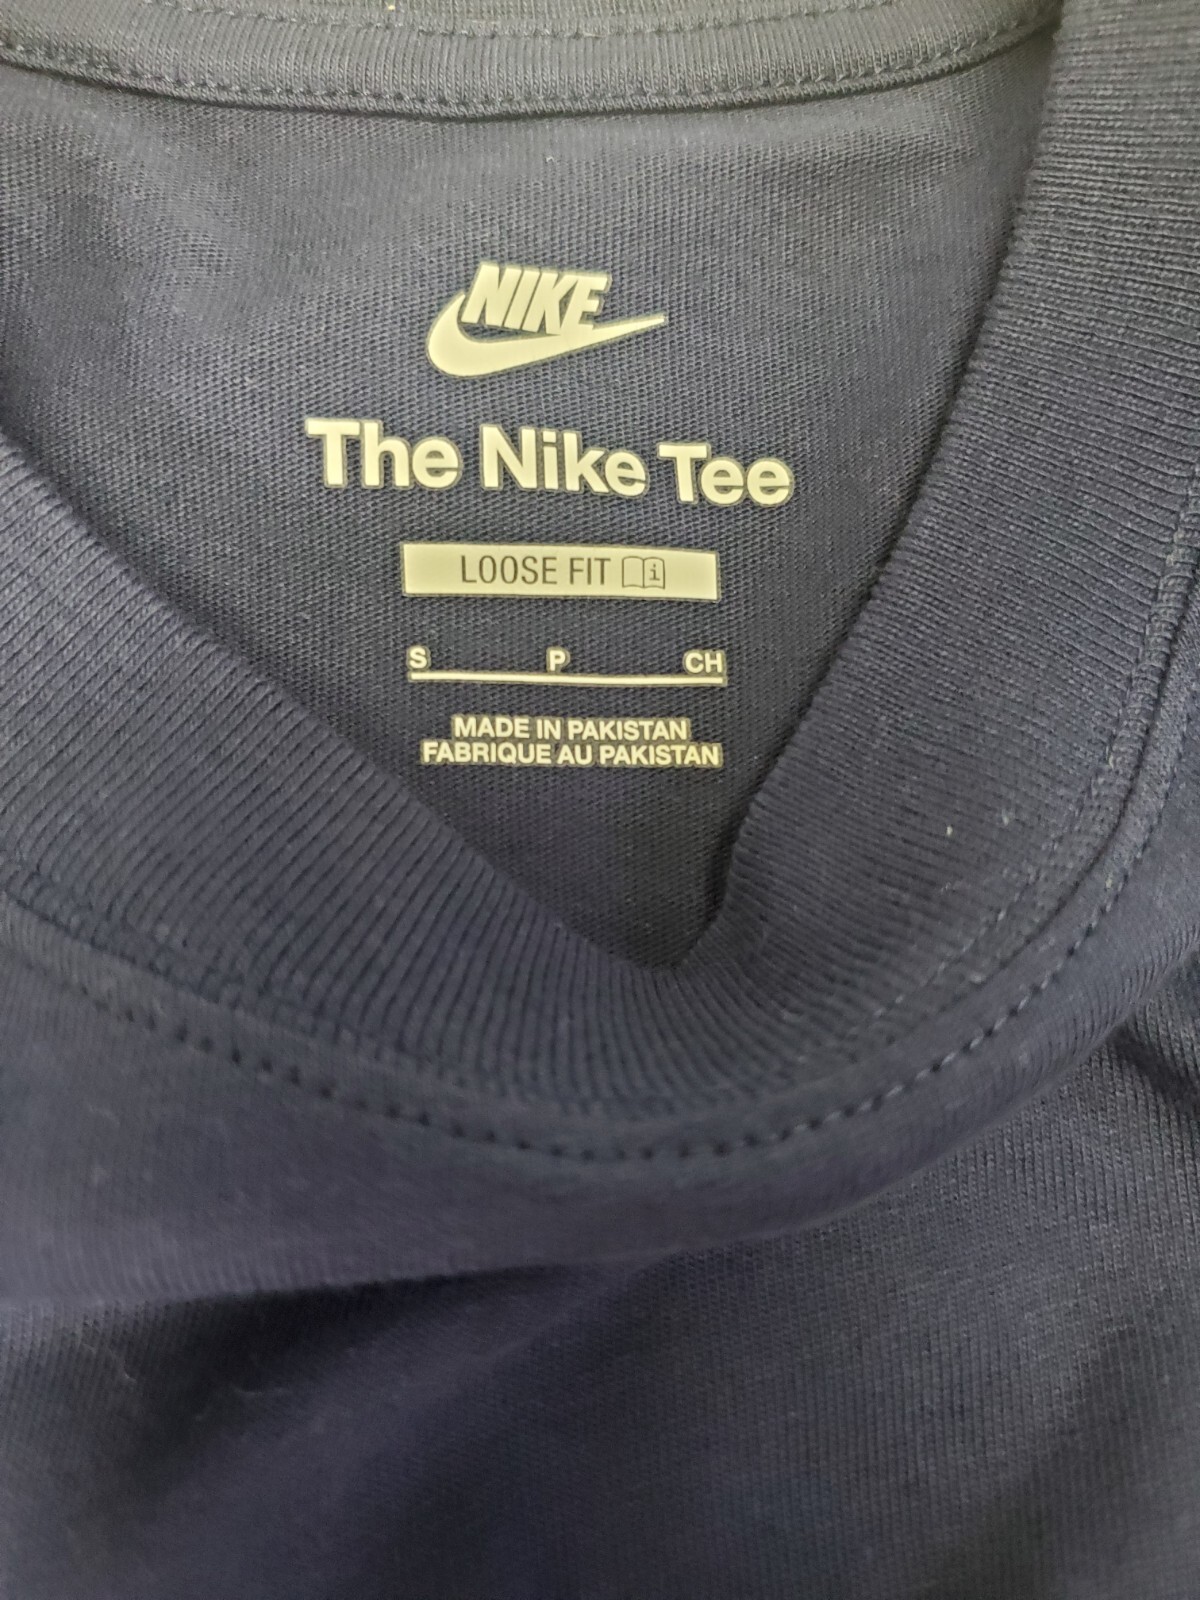 NIKE
The Nike Tee
LOOSE FIT i
S P CH
MADE IN PAKISTAN
FABRIQUE AU PAKISTAN